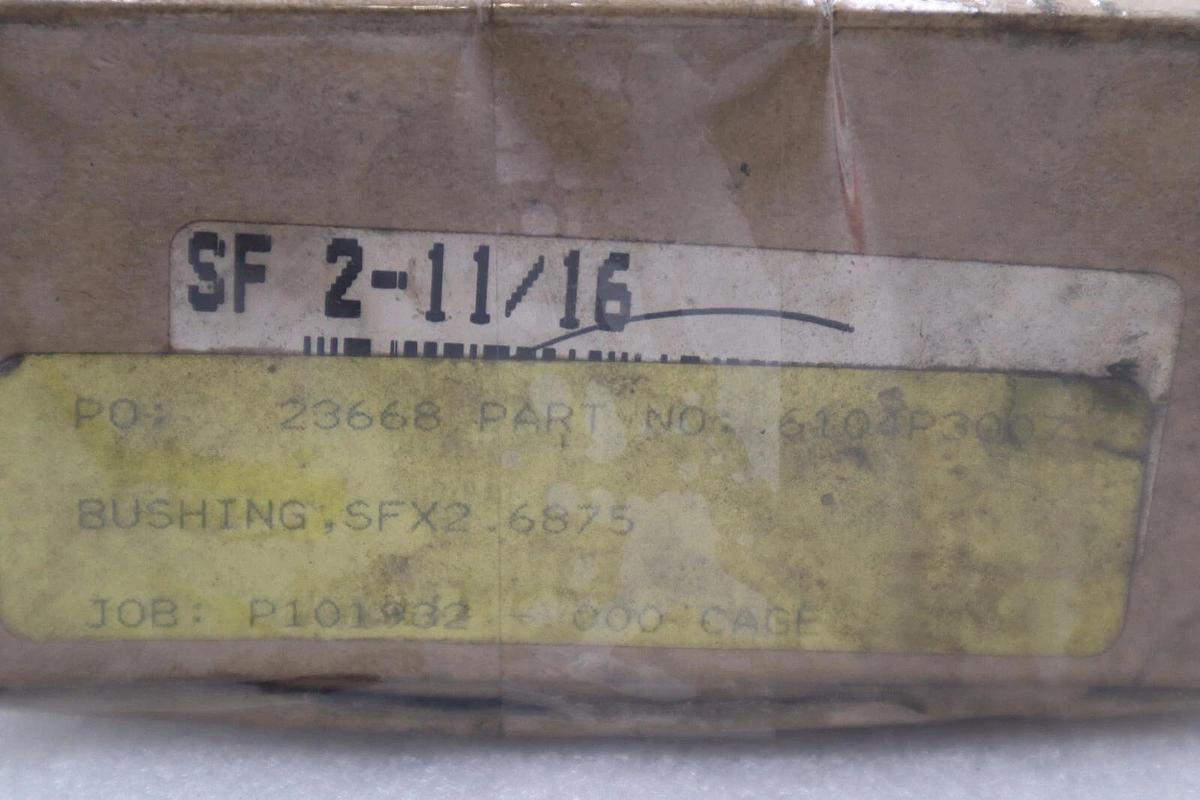 SF 2-11/16
PO: 23668 PART NO: 6104P3007
BUSHING,SFX2.6875
JOB: P101932 - 000 CAGE